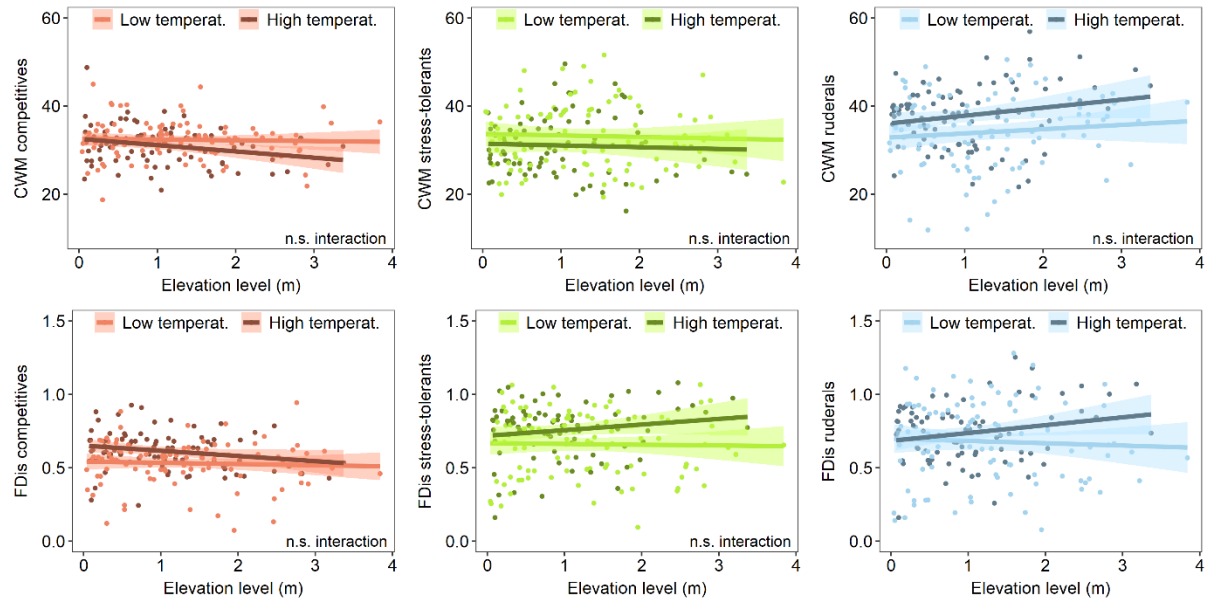 Low temperat. High temperat.
CWM competitives
60
40
20
n.s. interaction
0 1 2 3 4
Elevation level (m)
Low temperat. High temperat.
CWM stress-tolerants
60
40
20
n.s. interaction
0 1 2 3 4
Elevation level (m)
Low temperat. High temperat.
CWM ruderals
60
40
20
n.s. interaction
0 1 2 3 4
Elevation level (m)
Low temperat. High temperat.
FDis competitives
1.5
1.0
0.5
0.0
n.s. interaction
0 1 2 3 4
Elevation level (m)
Low temperat. High temperat.
FDis stress-tolerants
1.5
1.0
0.5
0.0
0 1 2 3 4
Elevation level (m)
Low temperat. High temperat.
FDis ruderals
1.5
1.0
0.5
0.0
0 1 2 3 4
Elevation level (m)